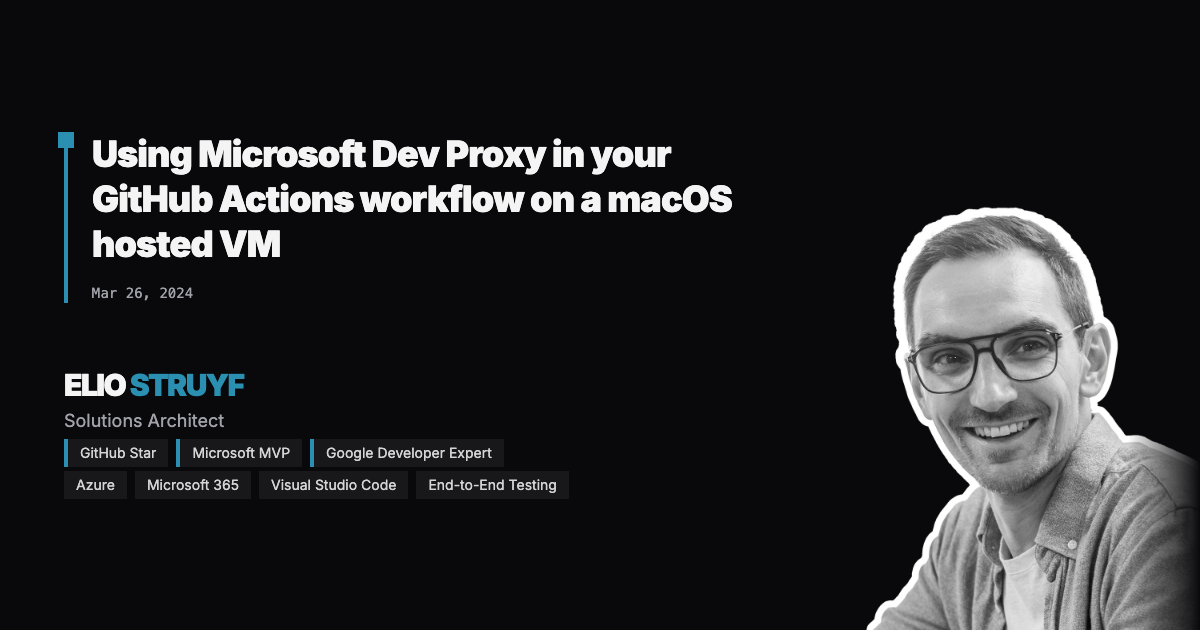 Using Microsoft Dev Proxy in your
GitHub Actions workflow on a macOS
hosted VM
Mar 26, 2024
ELIO STRUYF
Solutions Architect
GitHub Star Microsoft MVP Google Developer Expert
Azure Microsoft 365 Visual Studio Code End-to-End Testing